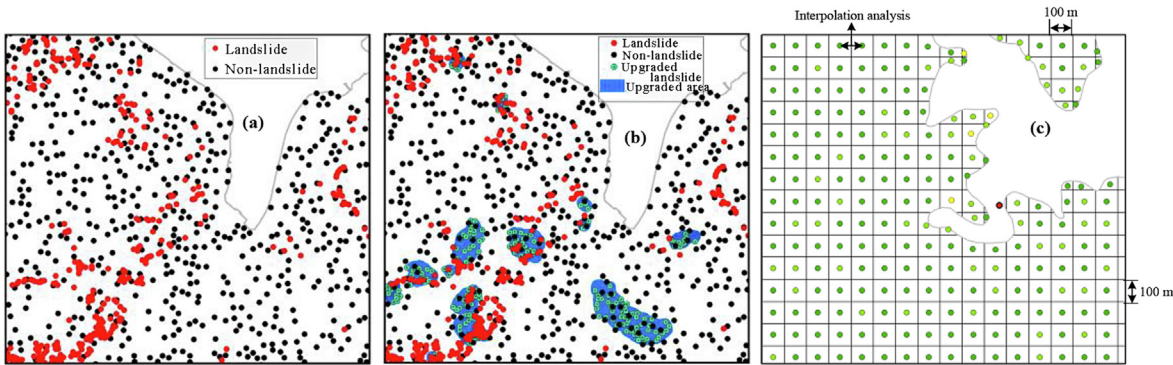 Landslide
Non-landslide
(a)
Landslide
Non-landslide
Upgraded
landslide
Upgraded area
(b)
Interpolation analysis
100 m
(c)
100 m